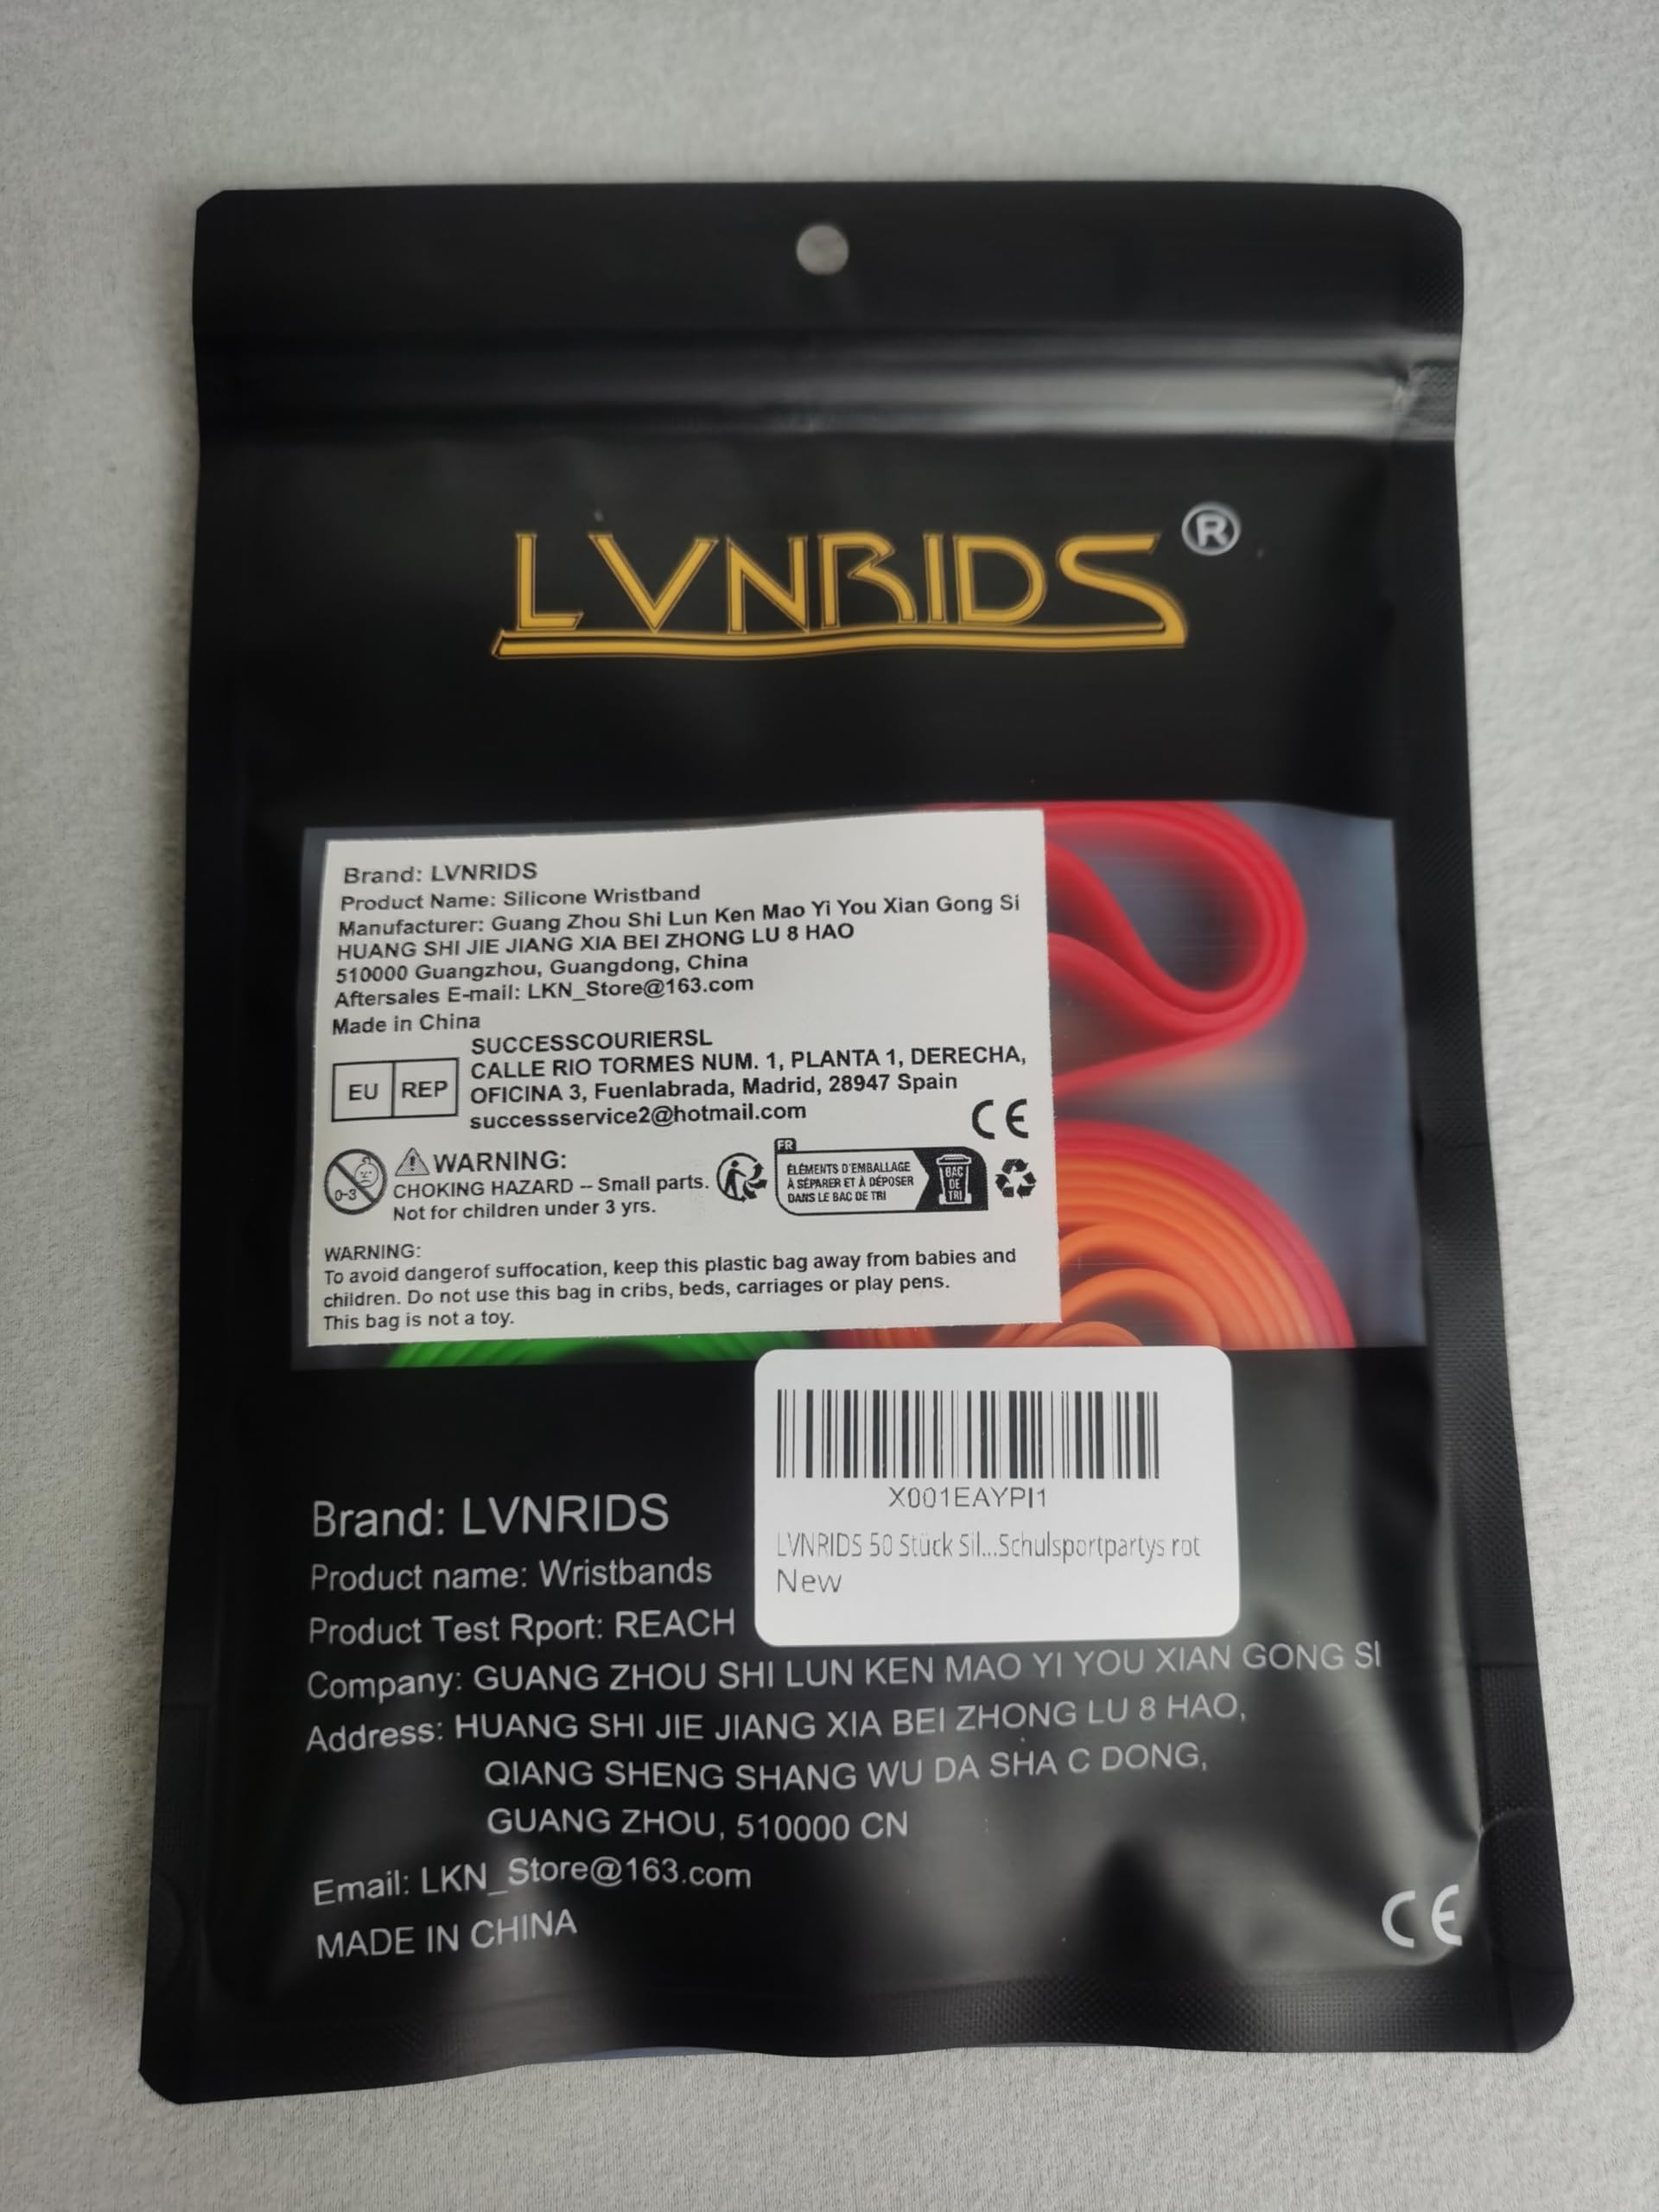 LVNRIDS®
Brand: LVNRIDS
Product Name: Silicone Wristband
Manufacturer: Guang Zhou Shi Lun Ken Mao Yi You Xian Gong Si
HUANG SHI JIE JIANG XIA BEI ZHONG LU 8 HAO
510000 Guangzhou, Guangdong, China
Aftersales E-mail: LKN_Store@163.com
Made in China
EU REP
SUCCESSCOURIERSL
CALLE RIO TORMES NUM. 1, PLANTA 1, DERECHA,
OFICINA 3, Fuenlabrada, Madrid, 28947 Spain
successservice2@hotmail.com
CE
0-3
WARNING:
CHOKING HAZARD -- Small parts.
Not for children under 3 yrs.
FR
ÉLÉMENTS D'EMBALLAGE
À SÉPARER ET À DÉPOSER
DANS LE BAC DE TRI
BAC
DE
TRI
WARNING:
To avoid dangerof suffocation, keep this plastic bag away from babies and
children. Do not use this bag in cribs, beds, carriages or play pens.
This bag is not a toy.
X001EAYPI1
LVNRIDS 50 Stück Sil...Schulsportpartys rot
New
Brand: LVNRIDS
Product name: Wristbands
Product Test Rport: REACH
Company: GUANG ZHOU SHI LUN KEN MAO YI YOU XIAN GONG SI
Address: HUANG SHI JIE JIANG XIA BEI ZHONG LU 8 HAO,
QIANG SHENG SHANG WU DA SHA C DONG,
GUANG ZHOU, 510000 CN
Email: LKN_Store@163.com
MADE IN CHINA
CE